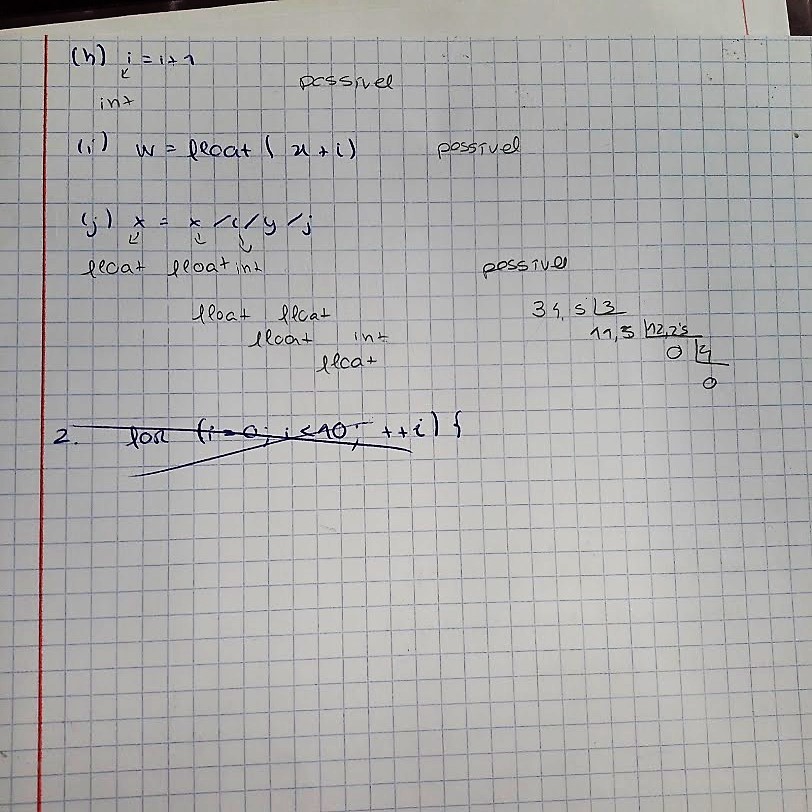 (h) i = i+1
possivel
int
(i) w = float ( x + i) possivel
(j) x = x / i / y / j
float float int possivel
float float
float int
float
34,5 3
11,5 12,25
0 4
0
2. for (i=0; i<10; ++i) {